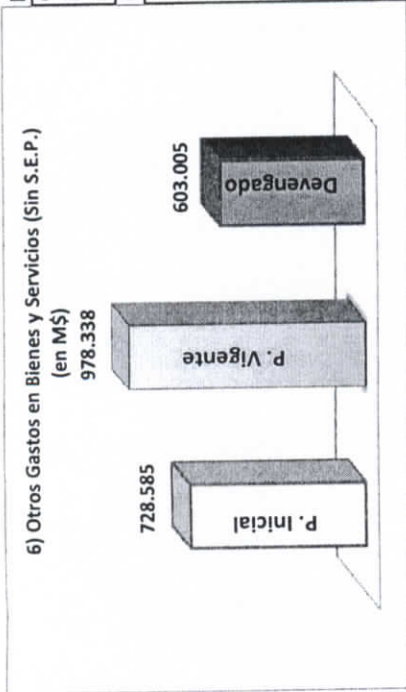 6) Otros Gastos en Bienes y Servicios (Sin S.E.P.)
(en M$)
728.585
978.338
603.005
P. Inicial
P. Vigente
Devengado